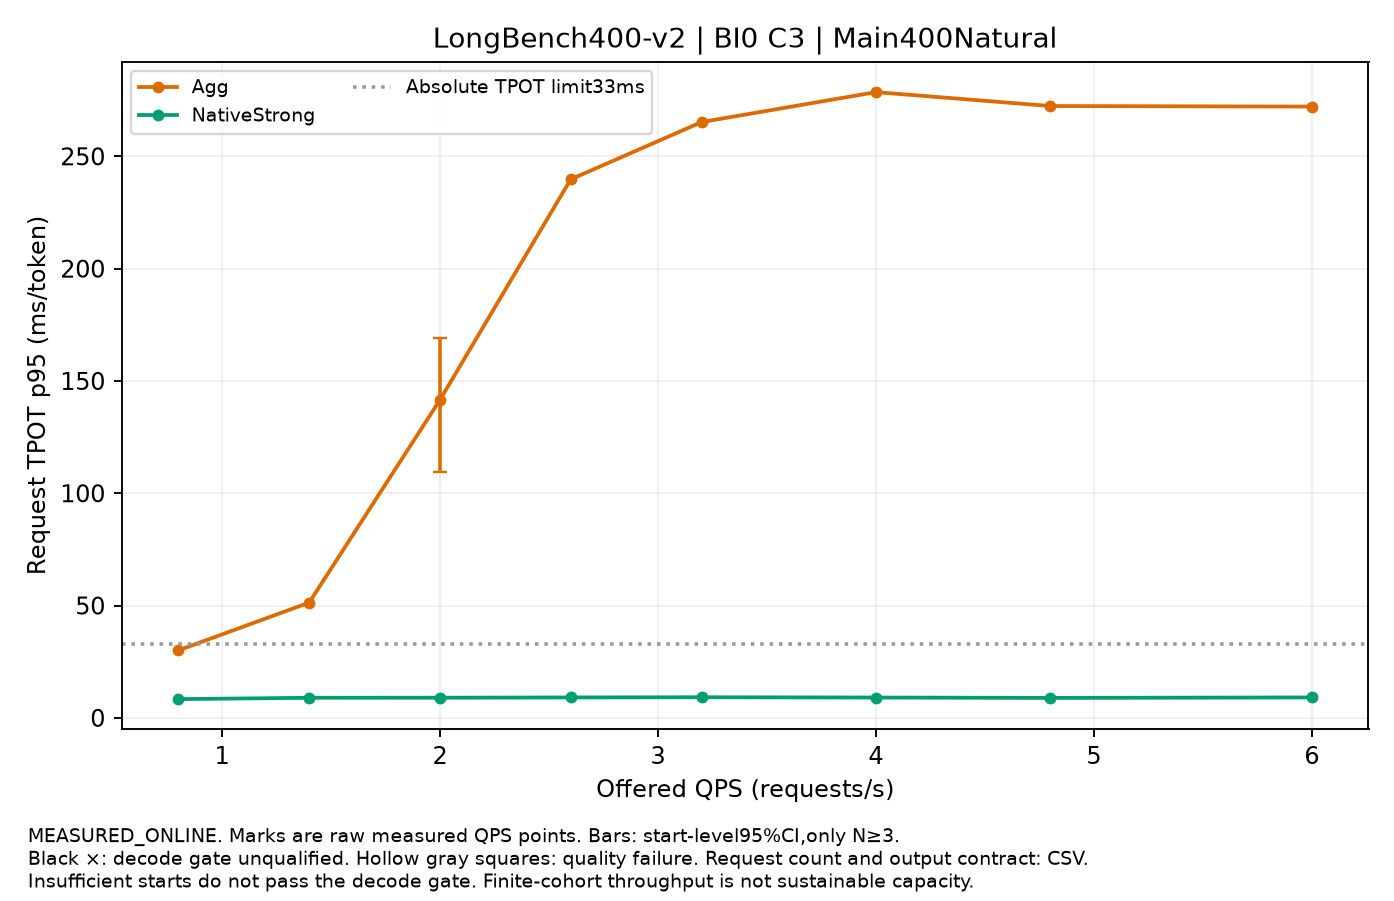 LongBench400-v2 | BI0 C3 | Main400Natural
Agg
NativeStrong
Absolute TPOT limit33ms
Request TPOT p95 (ms/token)
250
200
150
100
50
0
1 2 3 4 5 6
Offered QPS (requests/s)
MEASURED_ONLINE. Marks are raw measured QPS points. Bars: start-level95%CI,only N≥3.
Black ×: decode gate unqualified. Hollow gray squares: quality failure. Request count and output contract: CSV.
Insufficient starts do not pass the decode gate. Finite-cohort throughput is not sustainable capacity.